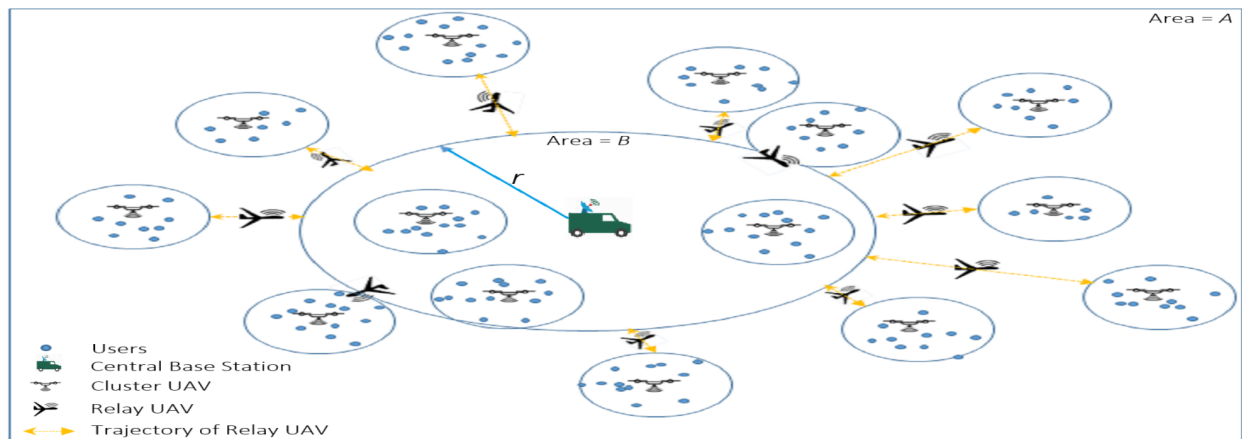 Area = A
Area = B
r
Users
Central Base Station
Cluster UAV
Relay UAV
Trajectory of Relay UAV